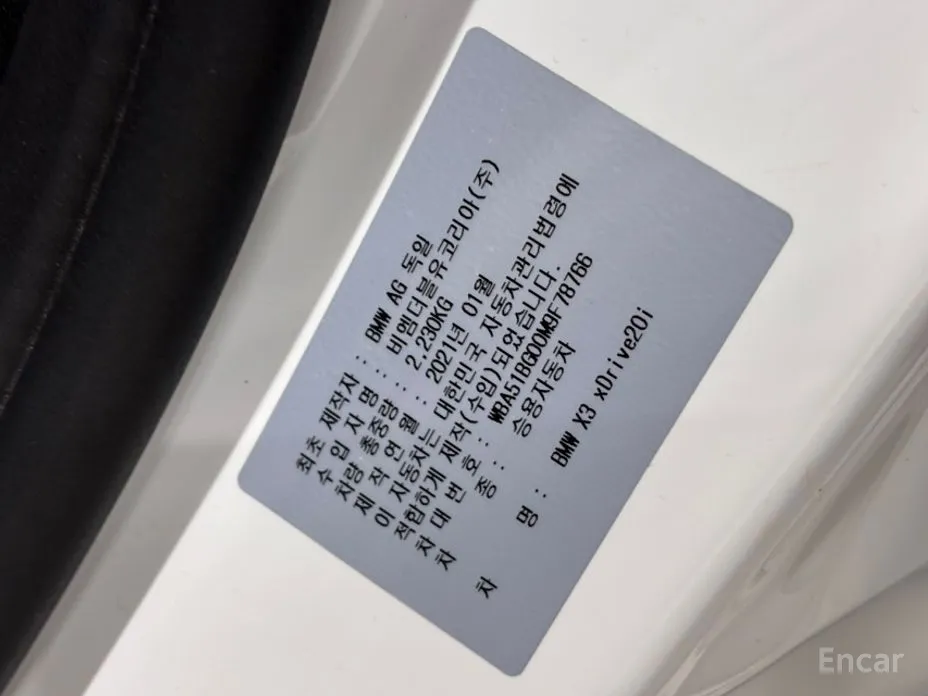 최초 제작자 : BMW AG 독일
수 입 자 명 : 비엠더블유코리아(주)
차량 총중량 : 2,230KG
제 작 연 월 : 2021년 01월
이 자동차는 대한민국 자동차관리법령에
적합하게 제작(수입)되었습니다.
차 대 번 호 : WBA51BG00M9F78766
차 종 : 승용자동차
차 명 : BMW X3 xDrive20i
Encar